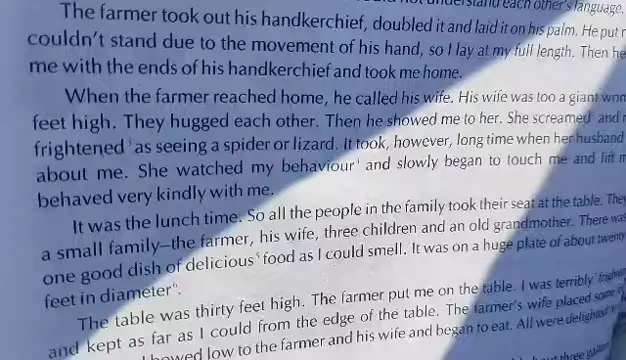 understand each other's language.
The farmer took out his handkerchief, doubled it and laid it on his palm. He put
couldn't stand due to the movement of his hand, so I lay at my full length. Then he
me with the ends of his handkerchief and took me home.
When the farmer reached home, he called his wife. His wife was too a giant
feet high. They hugged each other. Then he showed me to her. She screamed and
frightened as seeing a spider or lizard. It took, however, long time when her husband
about me. She watched my behaviour and slowly began to touch me and lift
behaved very kindly with me.
It was the lunch time. So all the people in the family took their seat at the table. They
a small family–the farmer, his wife, three children and an old grandmother. There
one good dish of delicious food as I could smell. It was on a huge plate of about twenty
feet in diameter.
The table was thirty feet high. The farmer put me on the table. I was terribly
and kept as far as I could from the edge of the table. The farmer's wife placed some
bowed low to the farmer and his wife and began to eat. All were delighted
three